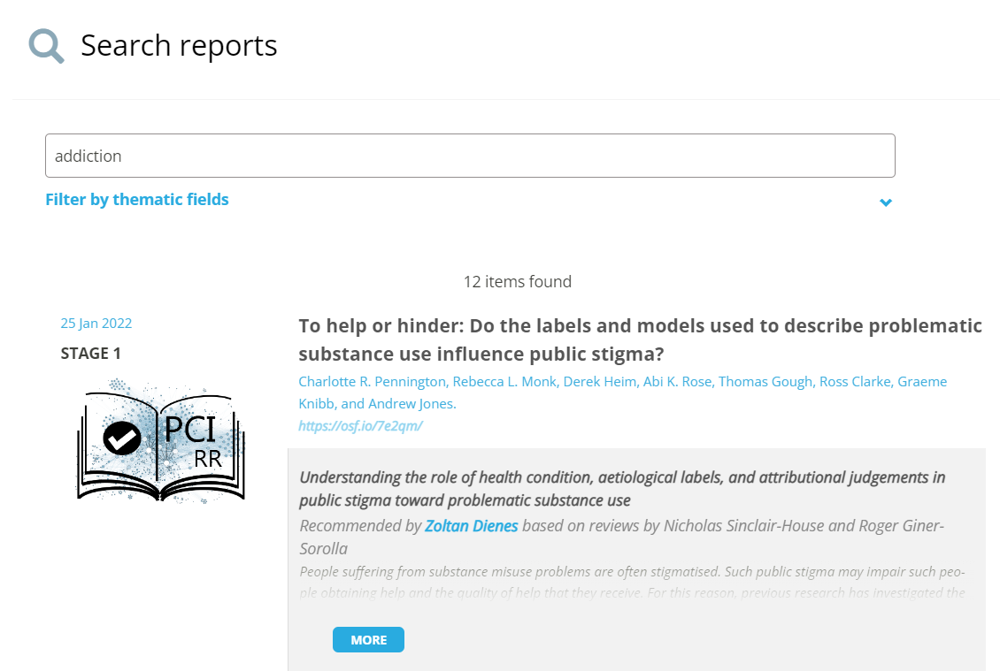 Search reports
addiction
Filter by thematic fields
12 items found
25 Jan 2022
STAGE 1
PCI
RR
To help or hinder: Do the labels and models used to describe problematic
substance use influence public stigma?
Charlotte R. Pennington, Rebecca L. Monk, Derek Heim, Abi K. Rose, Thomas Gough, Ross Clarke, Graeme
Knibb, and Andrew Jones.
https://osf.io/7e2qm/
Understanding the role of health condition, aetiological labels, and attributional judgements in
public stigma toward problematic substance use
Recommended by Zoltan Dienes based on reviews by Nicholas Sinclair-House and Roger Giner-
Sorolla
People suffering from substance misuse problems are often stigmatised. Such public stigma may impair such peo-
ple obtaining help and the quality of help that they receive. For this reason, previous research has investigated the
MORE